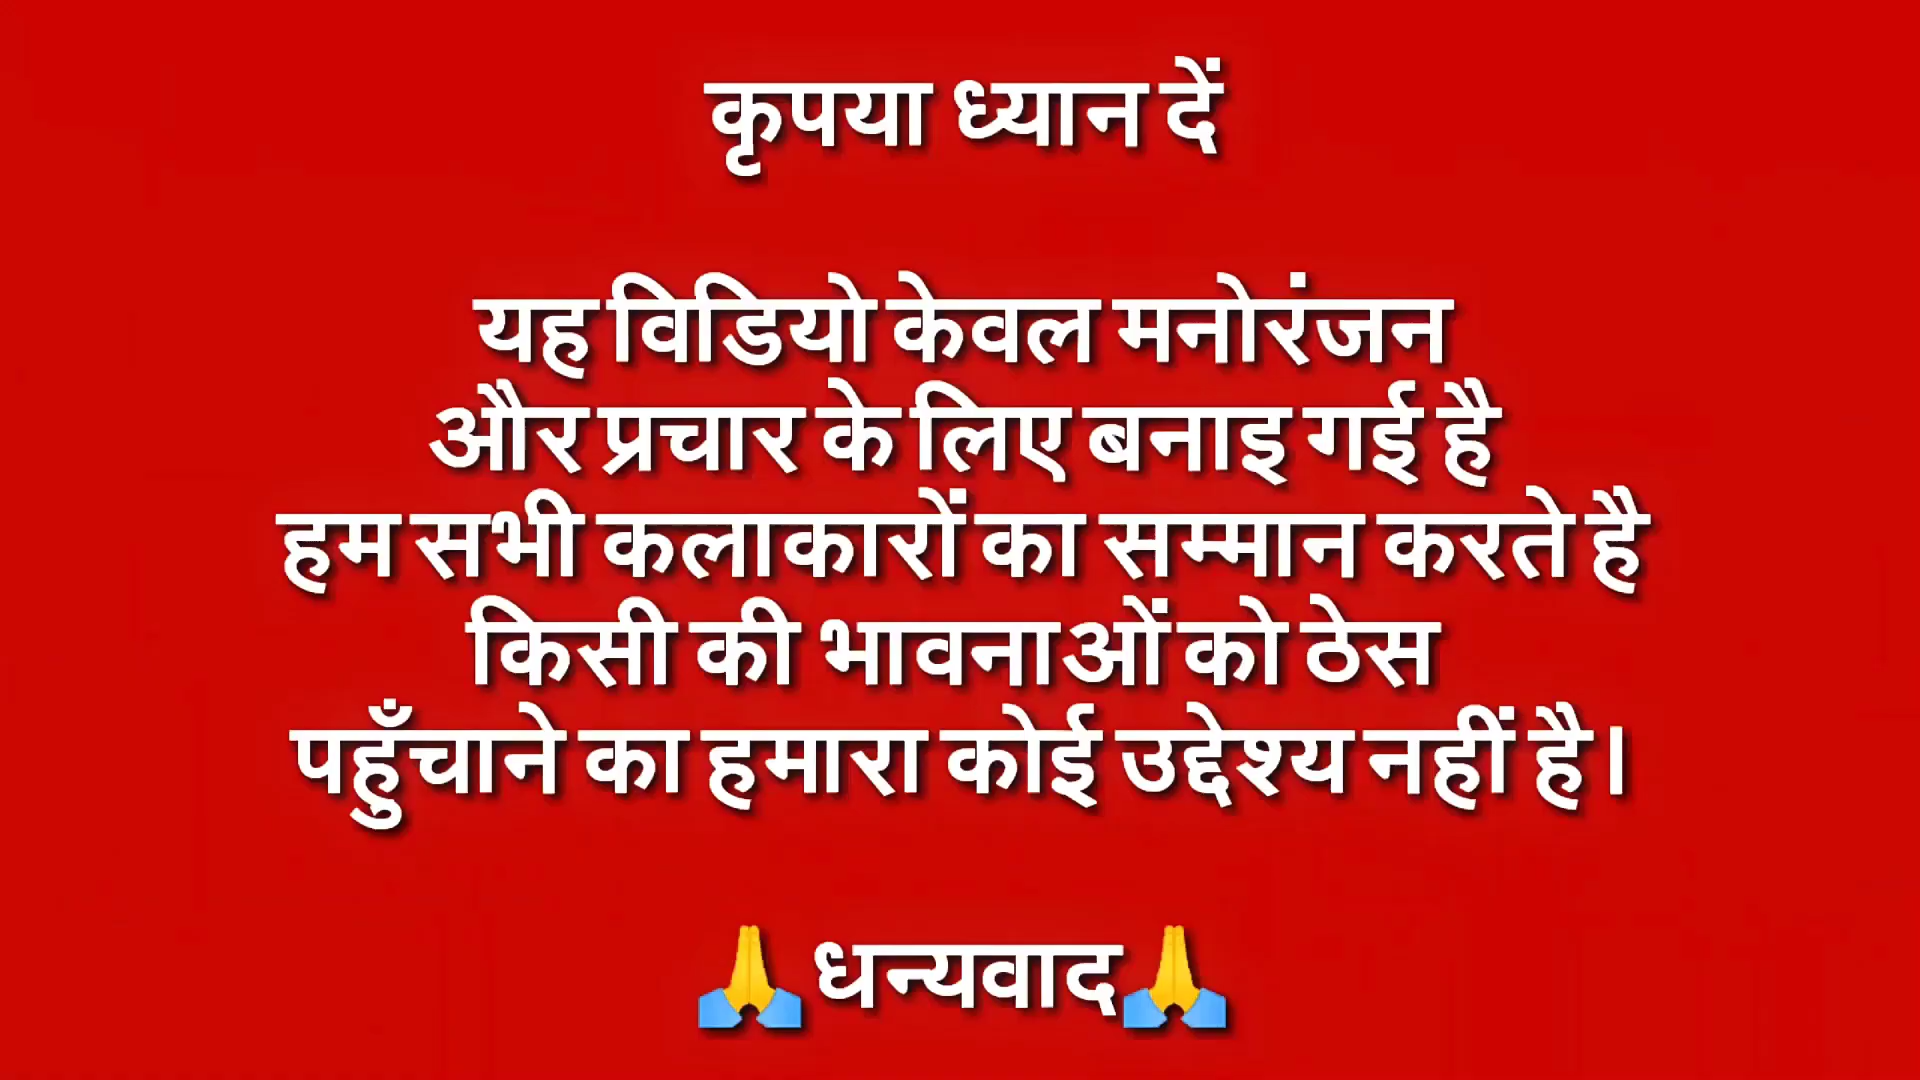 कृपया ध्यान दें
यह विडियो केवल मनोरंजन
और प्रचार के लिए बनाइ गई है
हम सभी कलाकारों का सम्मान करते है
किसी की भावनाओं को ठेस
पहुँचाने का हमारा कोई उद्देश्य नहीं है।
🙏धन्यवाद🙏